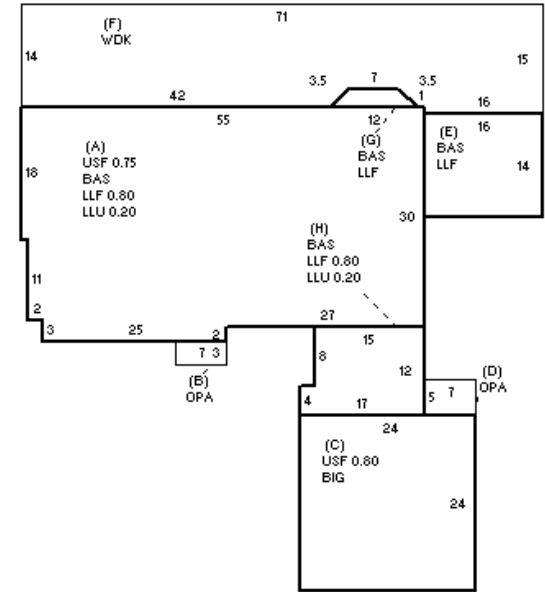 71
(F)
WDK
14
15
3.5 7 3.5
42
1
16
55
12
16
(G)
BAS
LLF
(E)
BAS
LLF
14
(A)
USF 0.75
BAS
LLF 0.80
LLU 0.20
18
30
(H)
BAS
LLF 0.80
LLU 0.20
11
2
27
3
25
2
15
7 3
8
12
(B)
OPA
(D)
OPA
4
17
5
7
24
(C)
USF 0.80
BIG
24